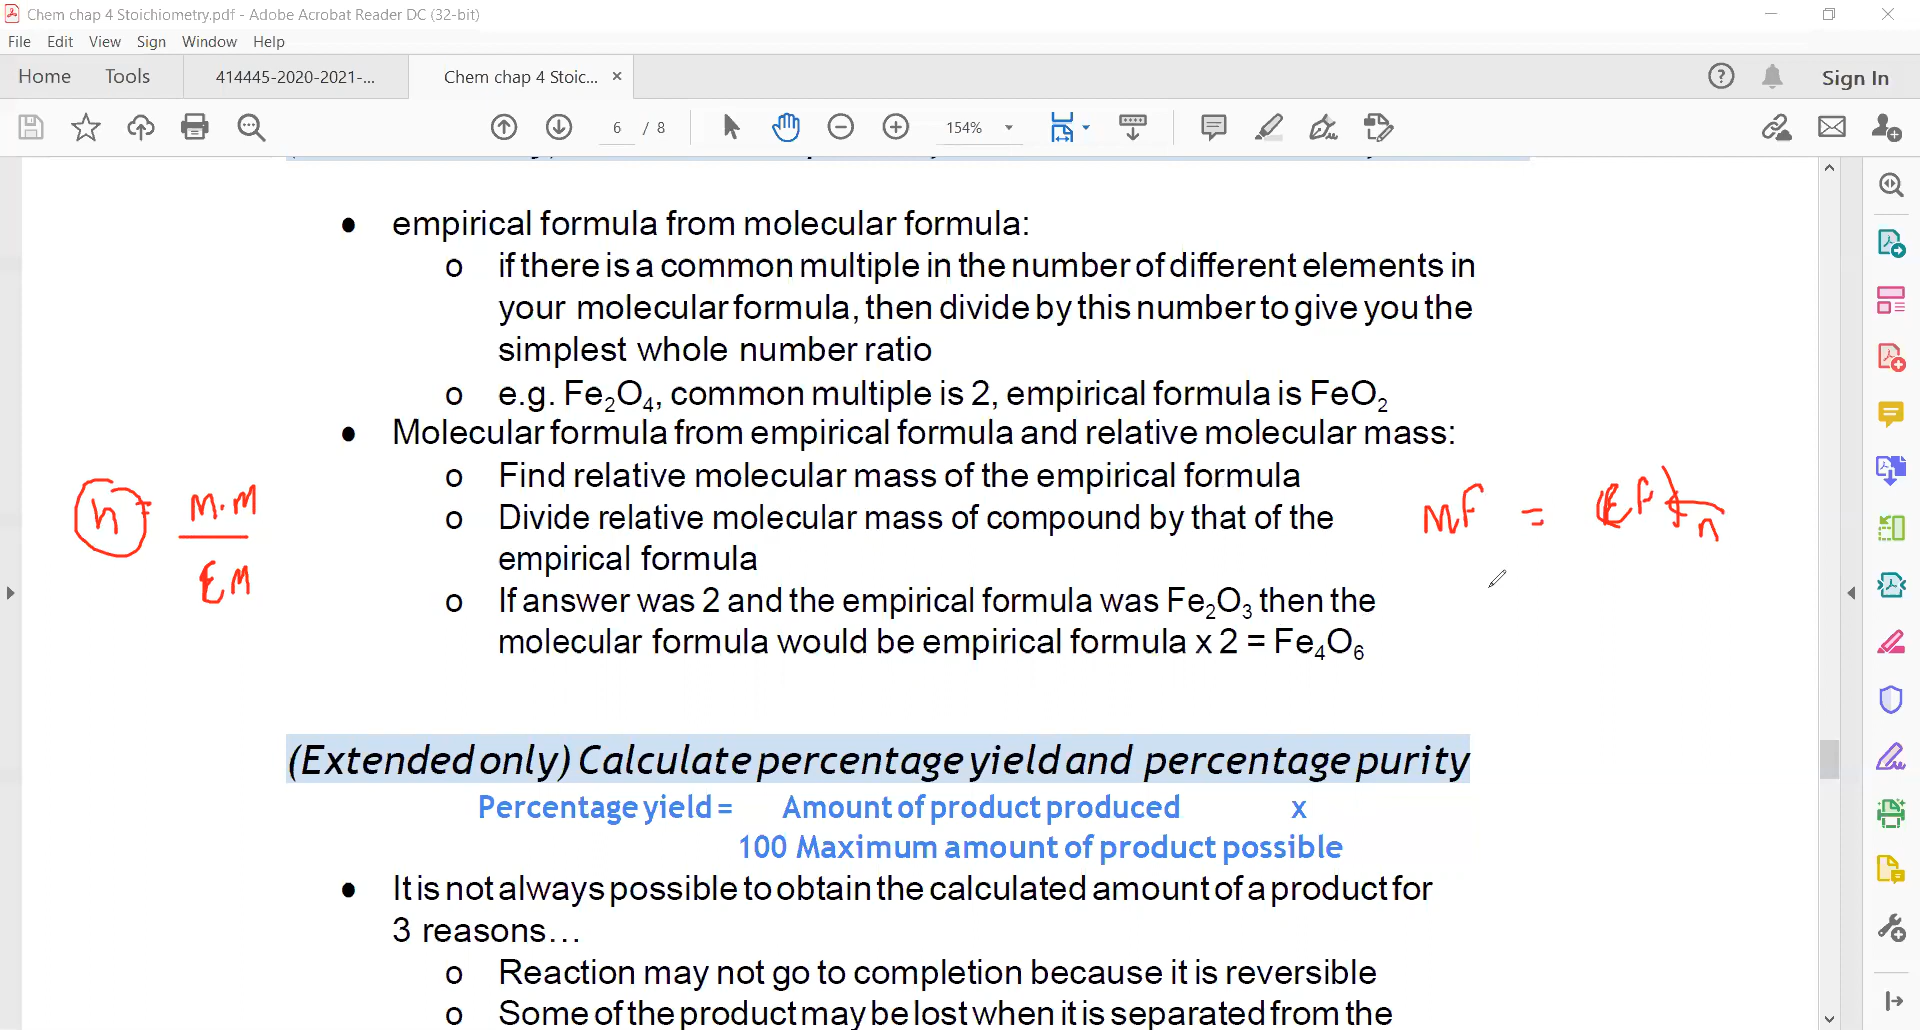 Chem chap 4 Stoichiometry.pdf - Adobe Acrobat Reader DC (32-bit)
File Edit View Sign Window Help
Home Tools 414445-2020-2021-... Chem chap 4 Stoic... × Sign In
6 / 8 154%
• empirical formula from molecular formula:
o if there is a common multiple in the number of different elements in
your molecular formula, then divide by this number to give you the
simplest whole number ratio
o e.g. Fe₂O₄, common multiple is 2, empirical formula is FeO₂
• Molecular formula from empirical formula and relative molecular mass:
o Find relative molecular mass of the empirical formula
o Divide relative molecular mass of compound by that of the
empirical formula
o If answer was 2 and the empirical formula was Fe₂O₃ then the
molecular formula would be empirical formula x 2 = Fe₄O₆
n = M.M
EM
MF = (EF)n
(Extended only) Calculate percentage yield and percentage purity
Percentage yield = Amount of product produced x
100 Maximum amount of product possible
• It is not always possible to obtain the calculated amount of a product for
3 reasons…
o Reaction may not go to completion because it is reversible
o Some of the product may be lost when it is separated from the